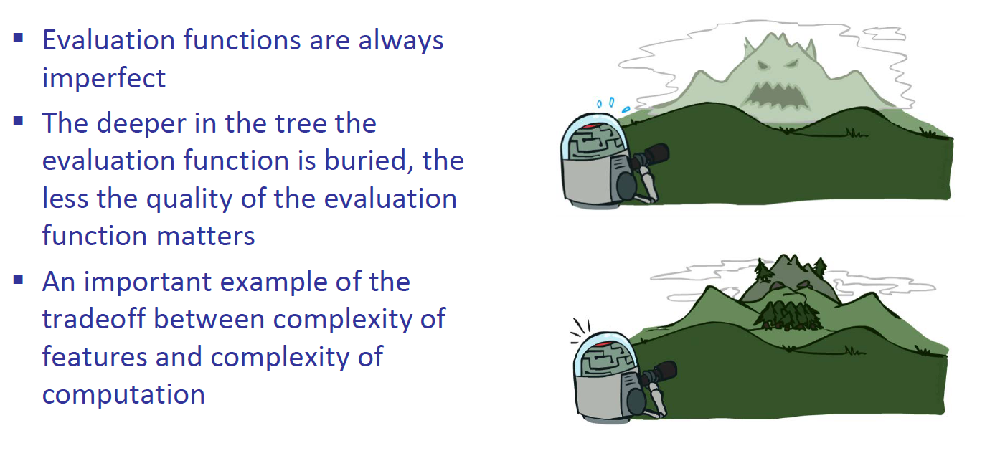 ▪ Evaluation functions are always
imperfect
▪ The deeper in the tree the
evaluation function is buried, the
less the quality of the evaluation
function matters
▪ An important example of the
tradeoff between complexity of
features and complexity of
computation